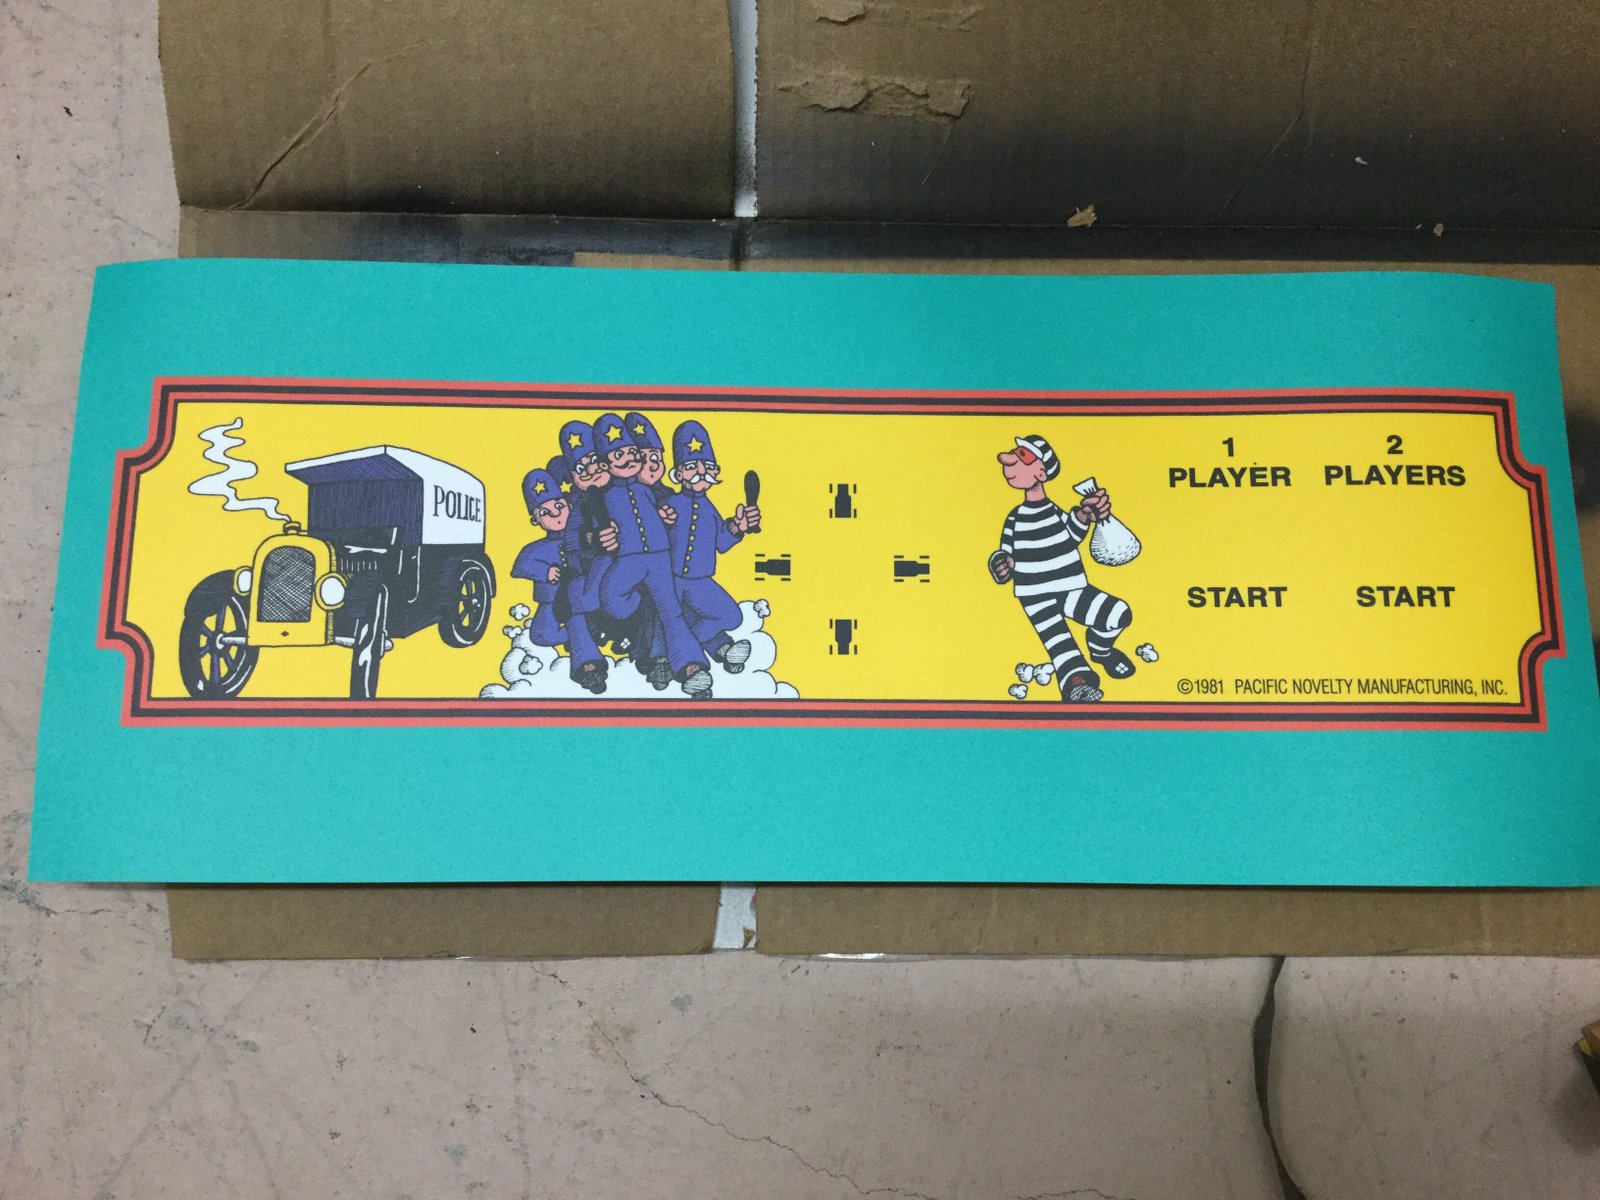 POLICE
1
PLAYER
2
PLAYERS
START
START
©1981 PACIFIC NOVELTY MANUFACTURING, INC.